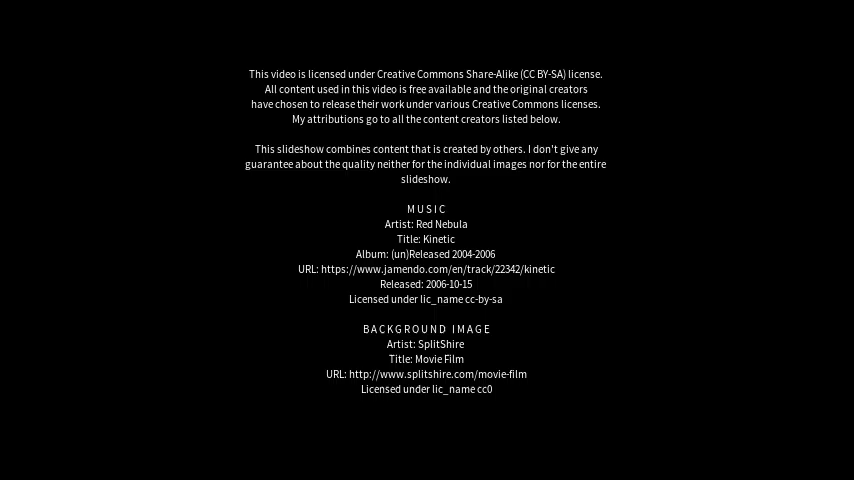 This video is licensed under Creative Commons Share-Alike (CC BY-SA) license.
All content used in this video is free available and the original creators
have chosen to release their work under various Creative Commons licenses.
My attributions go to all the content creators listed below.
This slideshow combines content that is created by others. I don't give any
guarantee about the quality neither for the individual images nor for the entire
slideshow.
MUSIC
Artist: Red Nebula
Title: Kinetic
Album: (un)Released 2004-2006
URL: https://www.jamendo.com/en/track/22342/kinetic
Released: 2006-10-15
Licensed under lic_name cc-by-sa
BACKGROUND IMAGE
Artist: SplitShire
Title: Movie Film
URL: http://www.splitshire.com/movie-film
Licensed under lic_name cc0